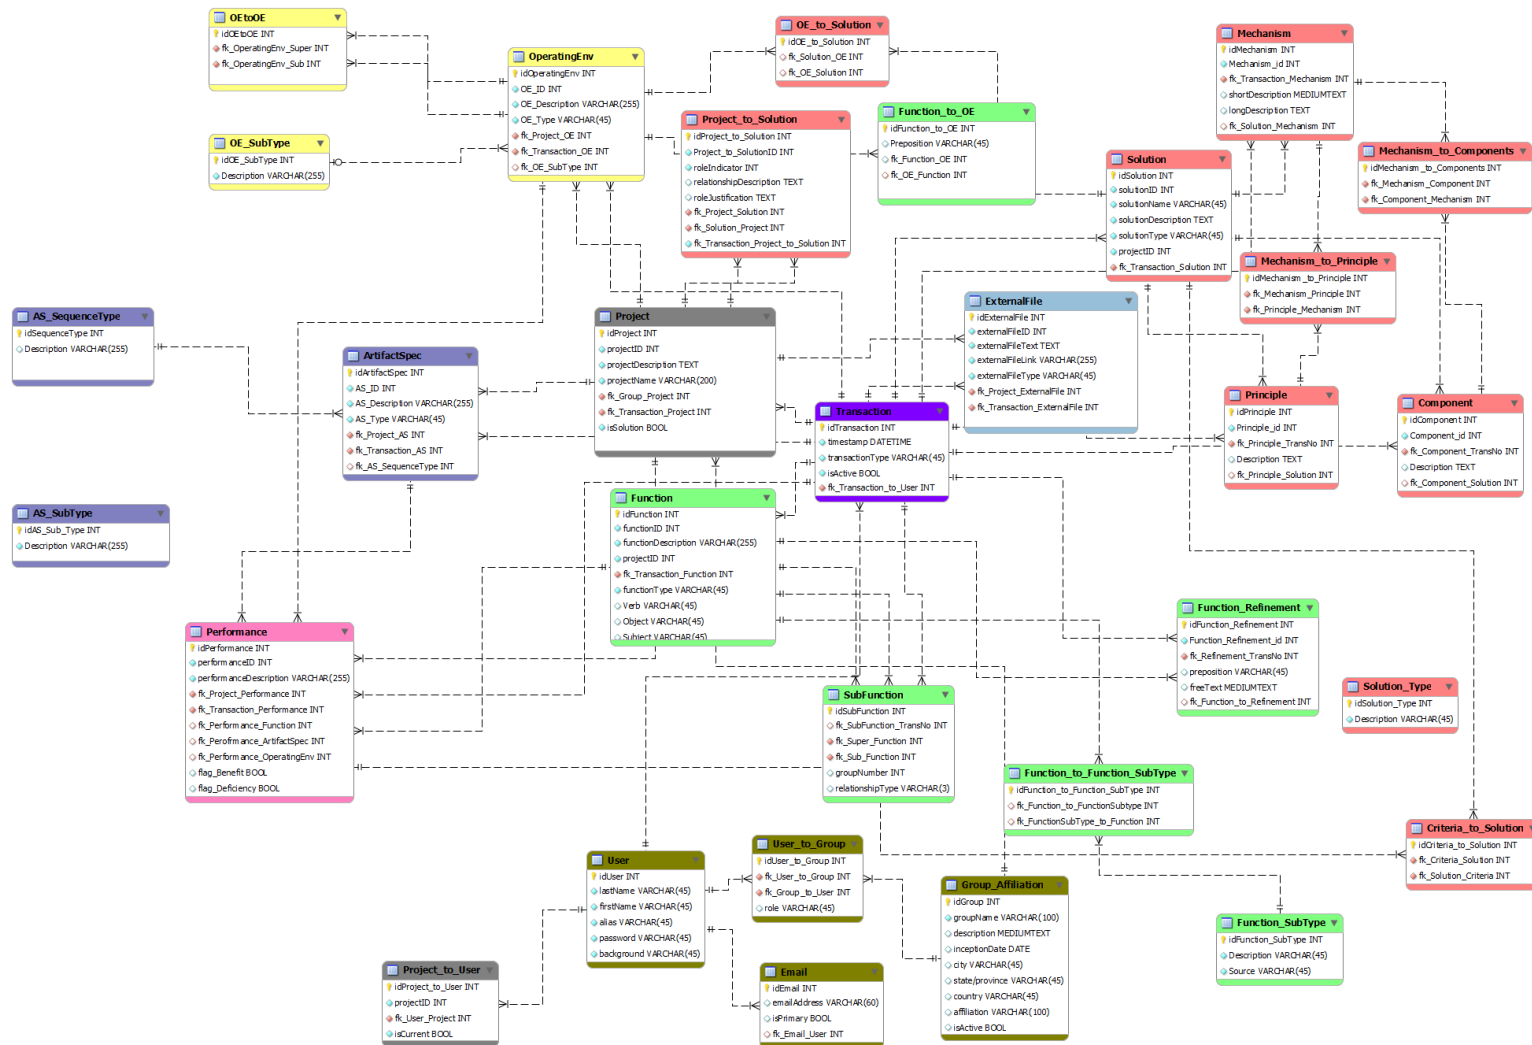 OEtoOE
idOEtoOE INT
fk_OperatingEnv_Super INT
fk_OperatingEnv_Sub INT
OE_SubType
idOE_SubType INT
Description VARCHAR(255)
OperatingEnv
idOperatingEnv INT
OE_ID INT
OE_Description VARCHAR(255)
OE_Type VARCHAR(45)
fk_Project_OE INT
fk_Transaction_OE INT
fk_OE_SubType INT
OE_to_Solution
idOE_to_Solution INT
fk_Solution_OE INT
fk_OE_Solution INT
Project_to_Solution
idProject_to_Solution INT
Project_to_SolutionID INT
roleIndicator INT
relationshipDescription TEXT
roleJustification TEXT
fk_Project_Solution INT
fk_Solution_Project INT
fk_Transaction_Project_to_Solution INT
Function_to_OE
idFunction_to_OE INT
Preposition VARCHAR(45)
fk_Function_OE INT
fk_OE_Function INT
Mechanism
idMechanism INT
Mechanism_id INT
fk_Transaction_Mechanism INT
shortDescription MEDIUMTEXT
longDescription TEXT
fk_Solution_Mechanism INT
Solution
idSolution INT
solutionID INT
solutionName VARCHAR(45)
solutionDescription TEXT
solutionType VARCHAR(45)
projectID INT
fk_Transaction_Solution INT
Mechanism_to_Components
idMechanism_to_Components INT
fk_Mechanism_Component INT
fk_Component_Mechanism INT
Mechanism_to_Principle
idMechanism_to_Principle INT
fk_Mechanism_Principle INT
fk_Principle_Mechanism INT
AS_SequenceType
idSequenceType INT
Description VARCHAR(255)
ArtifactSpec
idArtifactSpec INT
AS_ID INT
AS_Description VARCHAR(255)
AS_Type VARCHAR(45)
fk_Project_AS INT
fk_Transaction_AS INT
fk_AS_SequenceType INT
Project
idProject INT
projectID INT
projectDescription TEXT
projectName VARCHAR(200)
fk_Group_Project INT
fk_Transaction_Project INT
isSolution BOOL
ExternalFile
idExternalFile INT
externalFileID INT
externalFileText TEXT
externalFileLink VARCHAR(255)
externalFileType VARCHAR(45)
fk_Project_ExternalFile INT
fk_Transaction_ExternalFile INT
Transaction
idTransaction INT
timestamp DATETIME
transactionType VARCHAR(45)
isActive BOOL
fk_Transaction_to_User INT
Principle
idPrinciple INT
Principle_id INT
fk_Principle_TransNo INT
Description TEXT
fk_Principle_Solution INT
Component
idComponent INT
Component_id INT
fk_Component_TransNo INT
Description TEXT
fk_Component_Solution INT
AS_SubType
idAS_Sub_Type INT
Description VARCHAR(255)
Function
idFunction INT
functionID INT
functionDescription VARCHAR(255)
projectID INT
fk_Transaction_Function INT
functionType VARCHAR(45)
Verb VARCHAR(45)
Object VARCHAR(45)
Subject VARCHAR(45)
Performance
idPerformance INT
performanceID INT
performanceDescription VARCHAR(255)
fk_Project_Performance INT
fk_Transaction_Performance INT
fk_Performance_Function INT
fk_Perofrmance_ArtifactSpec INT
fk_Performance_OperatingEnv INT
flag_Benefit BOOL
flag_Deficiency BOOL
Function_Refinement
idFunction_Refinement INT
Function_Refinement_id INT
fk_Refinement_TransNo INT
preposition VARCHAR(45)
freeText MEDIUMTEXT
fk_Function_to_Refinement INT
Solution_Type
idSolution_Type INT
Description VARCHAR(45)
SubFunction
idSubFunction INT
fk_SubFunction_TransNo INT
fk_Super_Function INT
fk_Sub_Function INT
groupNumber INT
relationshipType VARCHAR(3)
Function_to_Function_SubType
idFunction_to_Function_SubType INT
fk_Function_to_FunctionSubtype INT
fk_FunctionSubType_to_Function INT
Criteria_to_Solution
idCriteria_to_Solution INT
fk_Criteria_Solution INT
fk_Solution_Criteria INT
User
idUser INT
lastName VARCHAR(45)
firstName VARCHAR(45)
alias VARCHAR(45)
password VARCHAR(45)
background VARCHAR(45)
User_to_Group
idUser_to_Group INT
fk_User_to_Group INT
fk_Group_to_User INT
role VARCHAR(45)
Group_Affiliation
idGroup INT
groupName VARCHAR(100)
description MEDIUMTEXT
inceptionDate DATE
city VARCHAR(45)
state/province VARCHAR(45)
country VARCHAR(45)
affiliation VARCHAR(100)
isActive BOOL
Function_SubType
idFunction_SubType INT
Description VARCHAR(45)
Source VARCHAR(45)
Project_to_User
idProject_to_User INT
projectID INT
fk_User_Project INT
isCurrent BOOL
Email
idEmail INT
emailAddress VARCHAR(60)
isPrimary BOOL
fk_Email_User INT